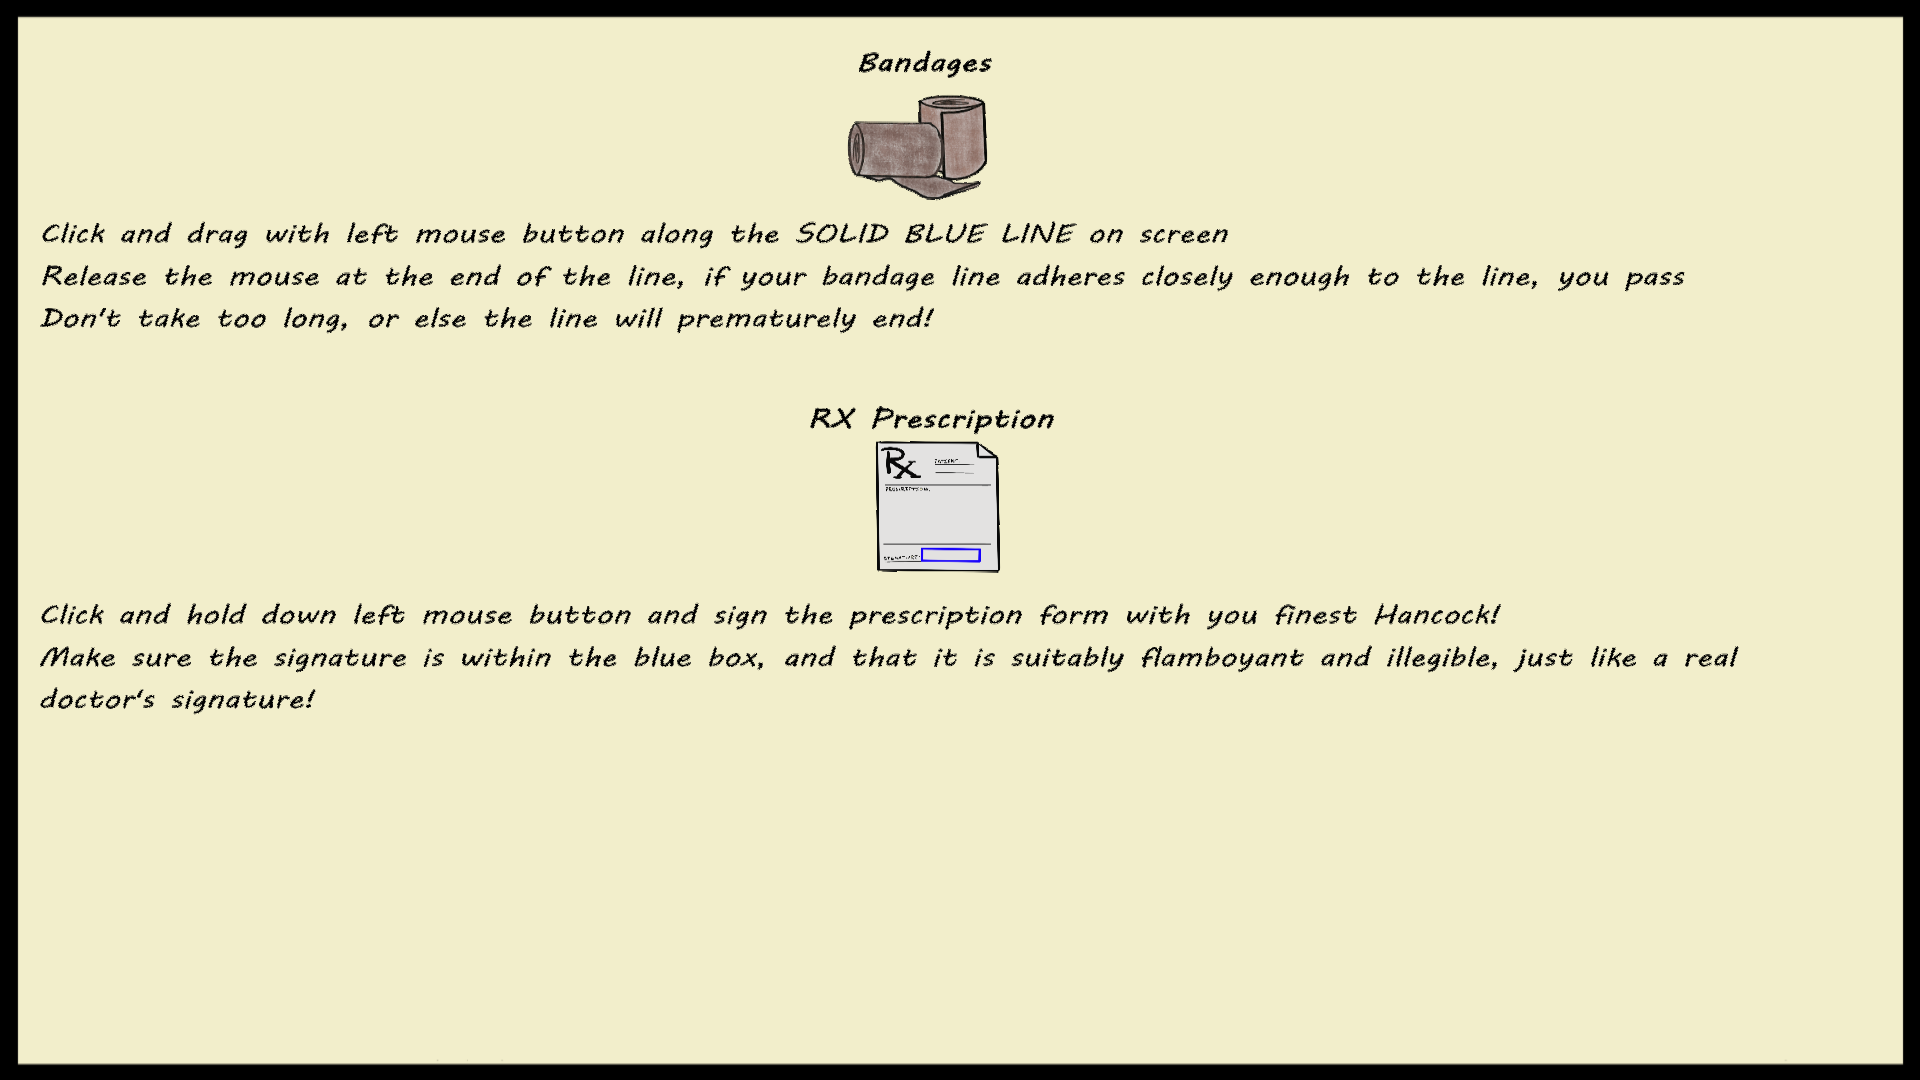 Bandages
Click and drag with left mouse button along the SOLID BLUE LINE on screen
Release the mouse at the end of the line, if your bandage line adheres closely enough to the line, you pass
Don't take too long, or else the line will prematurely end!
RX Prescription
Rx
PATIENT
PRESCRIPTION:
SIGNATURE:
Click and hold down left mouse button and sign the prescription form with you finest Hancock!
Make sure the signature is within the blue box, and that it is suitably flamboyant and illegible, just like a real
doctor's signature!